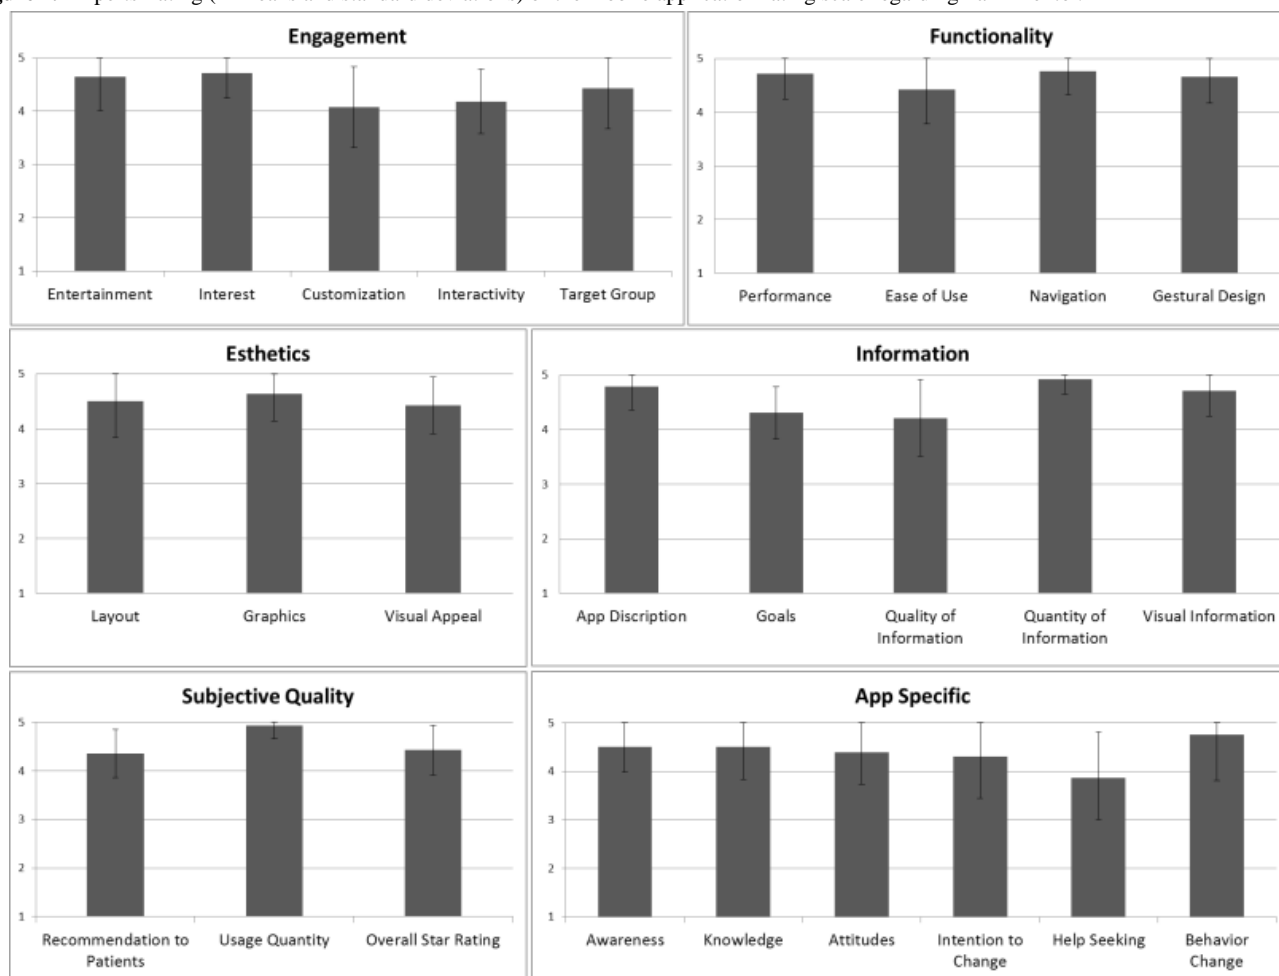 Engagement
5
4
3
2
1
Entertainment Interest Customization Interactivity Target Group
Functionality
5
4
3
2
1
Performance Ease of Use Navigation Gestural Design
Esthetics
5
4
3
2
1
Layout Graphics Visual Appeal
Information
5
4
3
2
1
App Discription Goals Quality of Information Quantity of Information Visual Information
Subjective Quality
5
4
3
2
1
Recommendation to Patients Usage Quantity Overall Star Rating
App Specific
5
4
3
2
1
Awareness Knowledge Attitudes Intention to Change Help Seeking Behavior Change